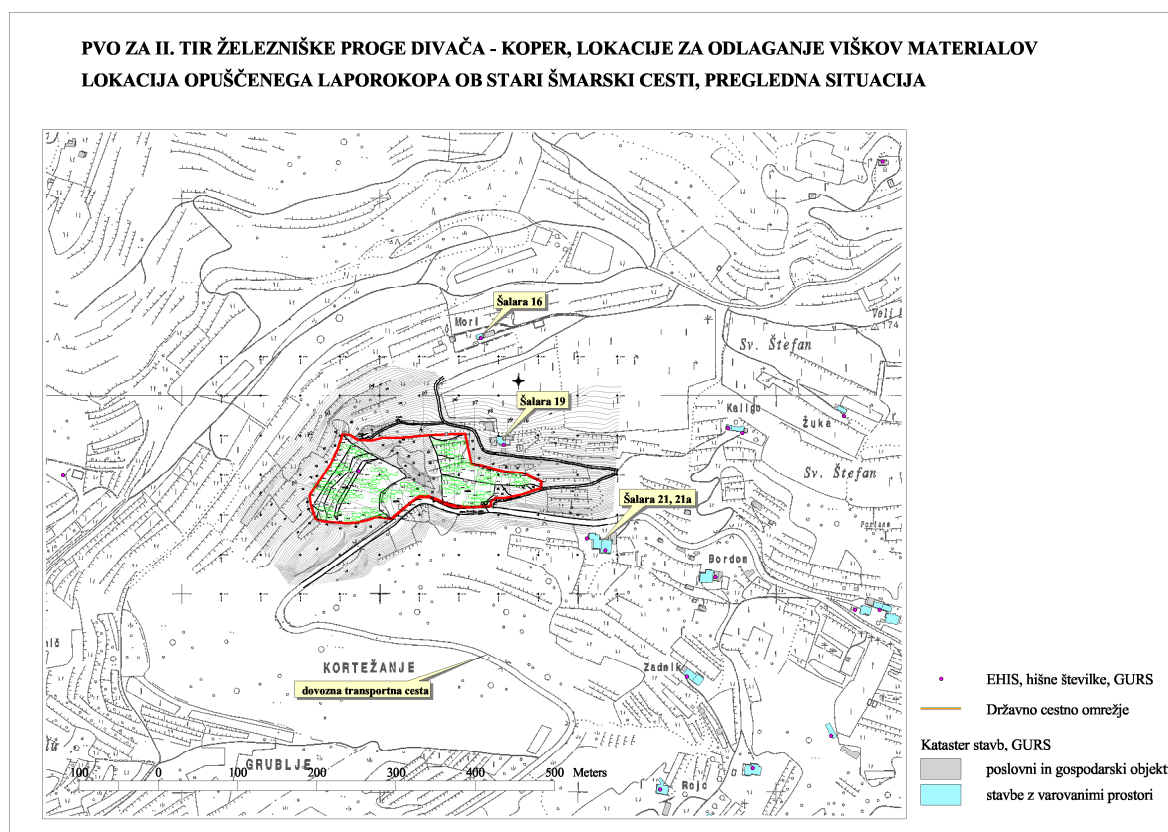 PVO ZA II. TIR ŽELEZNIŠKE PROGE DIVAČA - KOPER, LOKACIJE ZA ODLAGANJE VIŠKOV MATERIALOV
LOKACIJA OPUŠČENEGA LAPOROKOPA OB STARI ŠMARSKI CESTI, PREGLEDNA SITUACIJA
Šalara 16
Mori
174
Sv. Štefan
Šalara 19
Kaligo
Žuke
Sv. Štefan
Šalara 21, 21a
Bordon
KORTEŽANJE
Zadnik
dovozna transportna cesta
EHIS, hišne številke, GURS
Državno cestno omrežje
Kataster stavb, GURS
GRUBLJE
100 0 100 200 300 400 500 Meters
Rojc
poslovni in gospodarski objekt
stavbe z varovanimi prostori